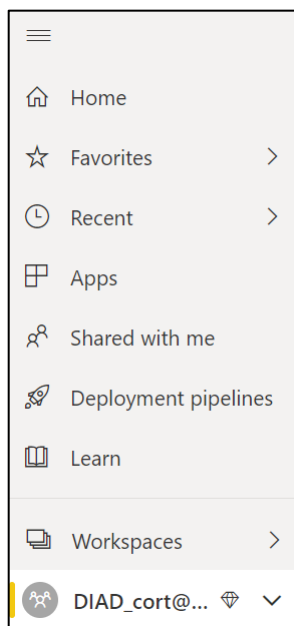 Home
Favorites
Recent
Apps
Shared with me
Deployment pipelines
Learn
Workspaces
DIAD_cort@...